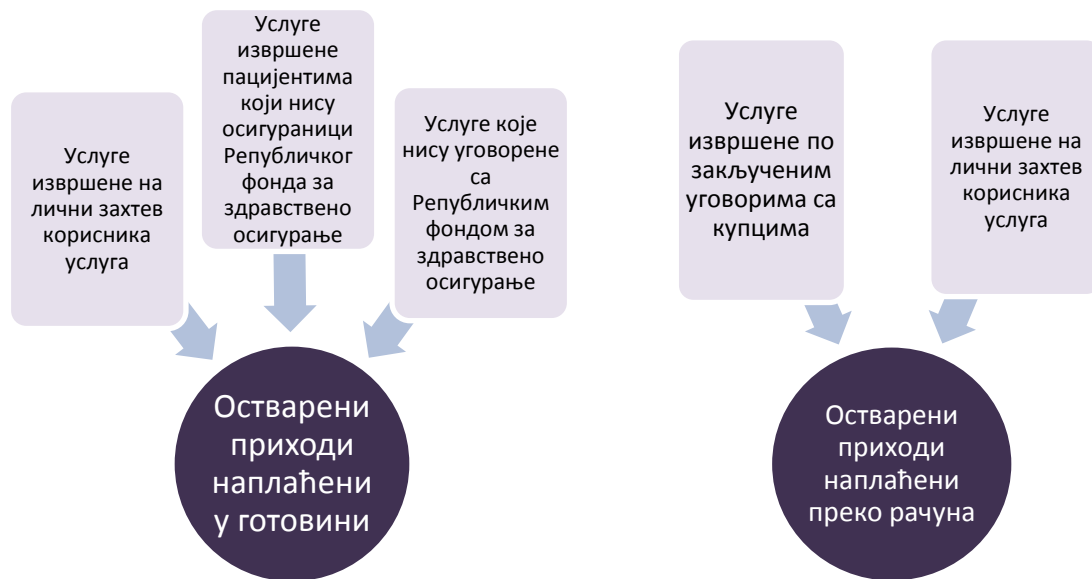 Услуге
извршене на
лични захтев
корисника
услуга
Услуге
извршене
пацијентима
који нису
осигураници
Републичког
фонда за
здравствено
осигурање
Услуге које
нису уговорене
са
Републичким
фондом за
здравствено
осигурање
Остварени
приходи
наплаћени
у готовини
Услуге
извршене по
закљученим
уговорима са
купцима
Услуге
извршене на
лични захтев
корисника
услуга
Остварени
приходи
наплаћени
преко рачуна